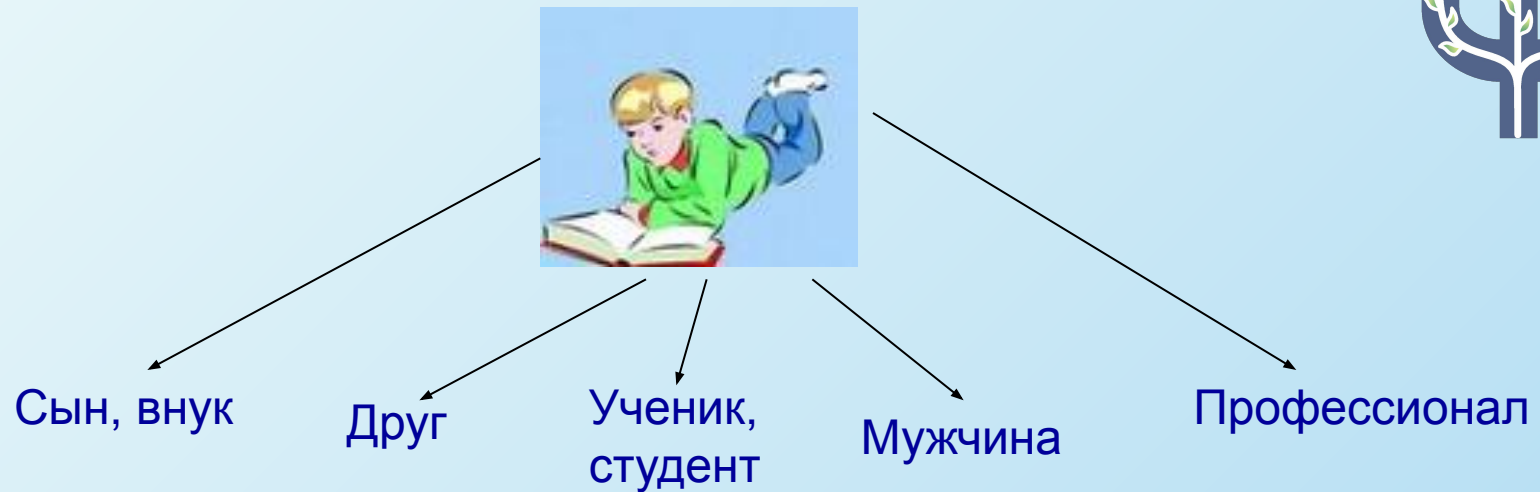 Сын, внук
Друг
Ученик,
студент
Мужчина
Профессионал